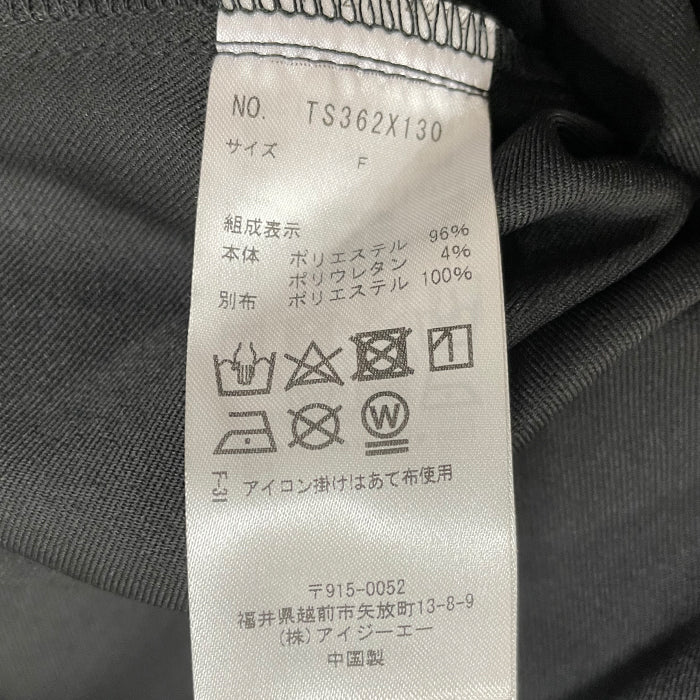 NO. TS362X130
サイズ F
組成表示
本体 ポリエステル 96%
ポリウレタン 4%
別布 ポリエステル 100%
W
F-31 アイロン掛けはあて布使用
〒915-0052
福井県越前市矢放町13-8-9
(株)アイジーエー
中国製